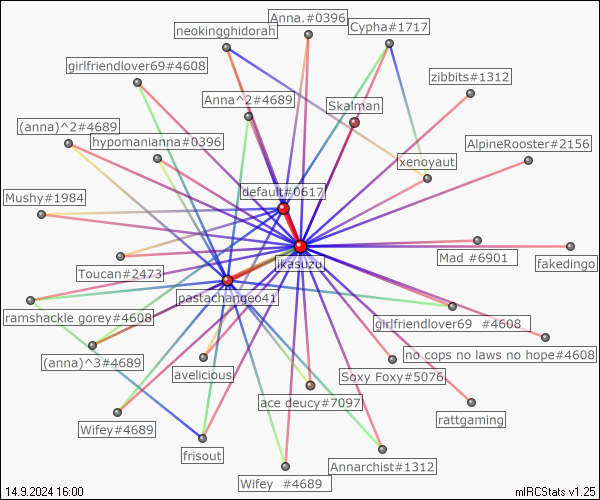 Anna.#0396
neokingghidorah
Cypha#1717
girlfriendlover69#4608
zibbits#1312
Anna^2#4689
Skalman
(anna)^2#4689
hypomanianna#0396
AlpineRooster#2156
xenoyaut
default#0617
Mushy#1984
Mad #6901
fakedingo
ikasuzu
Toucan#2473
pastachangeo41
ramshackle gorey#4608
girlfriendlover69 #4608
(anna)^3#4689
no cops no laws no hope#4608
avelicious
Soxy Foxy#5076
ace deucy#7097
rattgaming
Wifey#4689
frisout
Annarchist#1312
Wifey #4689
14.9.2024 16:00
mIRCStats v1.25